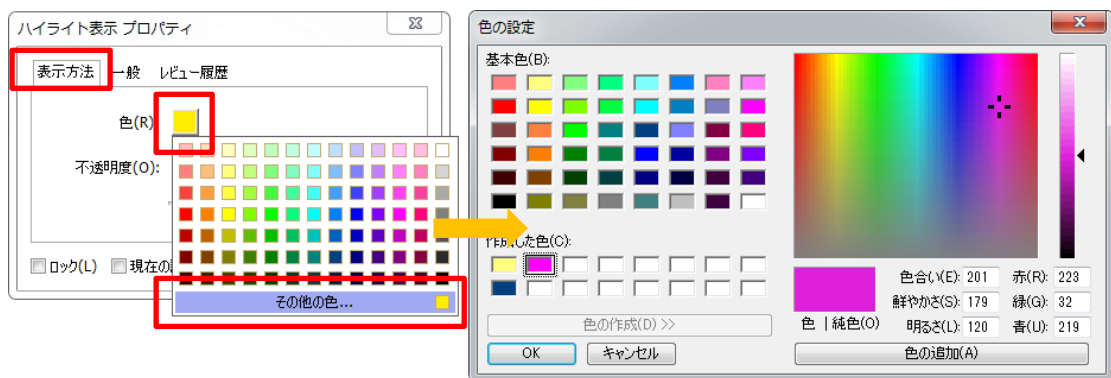 ハイライト表示 プロパティ
表示方法 一般 レビュー履歴
色(R)
不透明度(O):
ロック(L) 現在の
その他の色...
色の設定
基本色(B):
作成した色(C):
色の作成(D) >>
OK キャンセル
色 | 純色(O)
色合い(E): 201 赤(R): 223
鮮やかさ(S): 179 緑(G): 32
明るさ(L): 120 青(U): 219
色の追加(A)